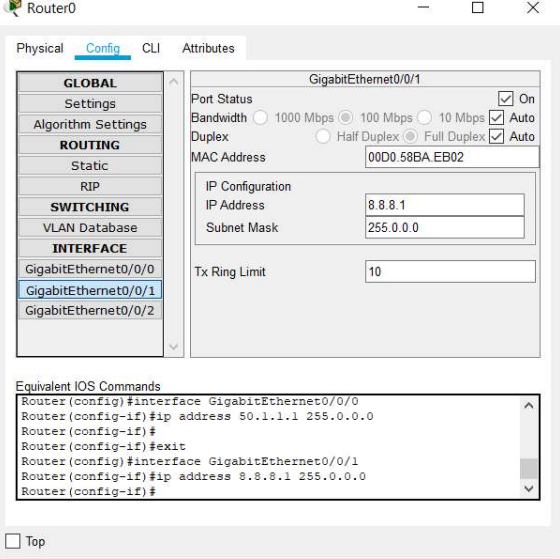 Router0
Physical Config CLI Attributes
GLOBAL
Settings
Algorithm Settings
ROUTING
Static
RIP
SWITCHING
VLAN Database
INTERFACE
GigabitEthernet0/0/0
GigabitEthernet0/0/1
GigabitEthernet0/0/2
GigabitEthernet0/0/1
Port Status On
Bandwidth 1000 Mbps 100 Mbps 10 Mbps Auto
Duplex Half Duplex Full Duplex Auto
MAC Address 00D0.58BA.EB02
IP Configuration
IP Address 8.8.8.1
Subnet Mask 255.0.0.0
Tx Ring Limit 10
Equivalent IOS Commands
Router(config)#interface GigabitEthernet0/0/0
Router(config-if)#ip address 50.1.1.1 255.0.0.0
Router(config-if)#
Router(config-if)#exit
Router(config)#interface GigabitEthernet0/0/1
Router(config-if)#ip address 8.8.8.1 255.0.0.0
Router(config-if)#
Top